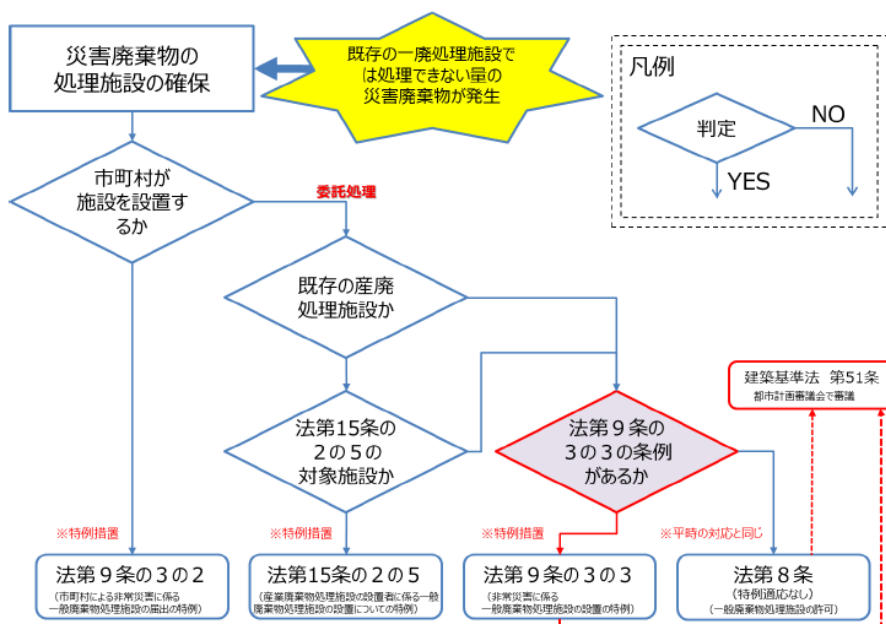 災害廃棄物の
処理施設の確保
既存の一廃処理施設で
は処理できない量の
災害廃棄物が発生
凡例
判定
NO
YES
市町村が
施設を設置す
るか
委託処理
既存の産廃
処理施設か
建築基準法 第51条
都市計画審議会で審議
法第15条の
2の5の
対象施設か
法第９条の
３の３の条例
があるか
※特例措置
※特例措置
※特例措置
※平時の対応と同じ
法第９条の３の２
（市町村による非常災害に係る
一般廃棄物処理施設の届出の特例）
法第15条の２の５
（産業廃棄物処理施設の設置者に係る一般
廃棄物処理施設の設置についての特例）
法第９条の３の３
（非常災害に係る
一般廃棄物処理施設の設置の特例）
法第８条
（特例適応なし）
（一般廃棄物処理施設の許可）